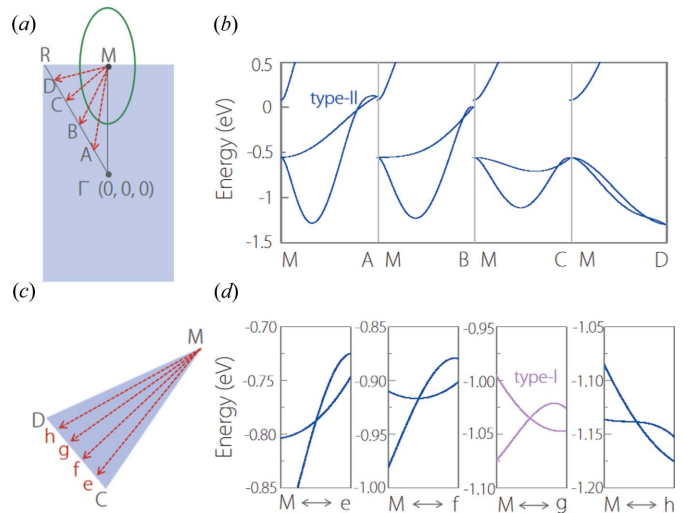 (a)
R
M
D
C
B
A
Γ (0, 0, 0)
(b)
Energy (eV)
0.5
0
-0.5
-1
-1.5
type-II
M A M B M C M D
(c)
M
D
h
g
f
e
C
(d)
Energy (eV)
-0.70
-0.75
-0.80
-0.85
M ⟷ e
-0.85
-0.90
-0.95
-1.00
M ⟷ f
-0.95
-1.00
-1.05
-1.10
type-I
M ⟷ g
-1.05
-1.10
-1.15
-1.20
M ⟷ h